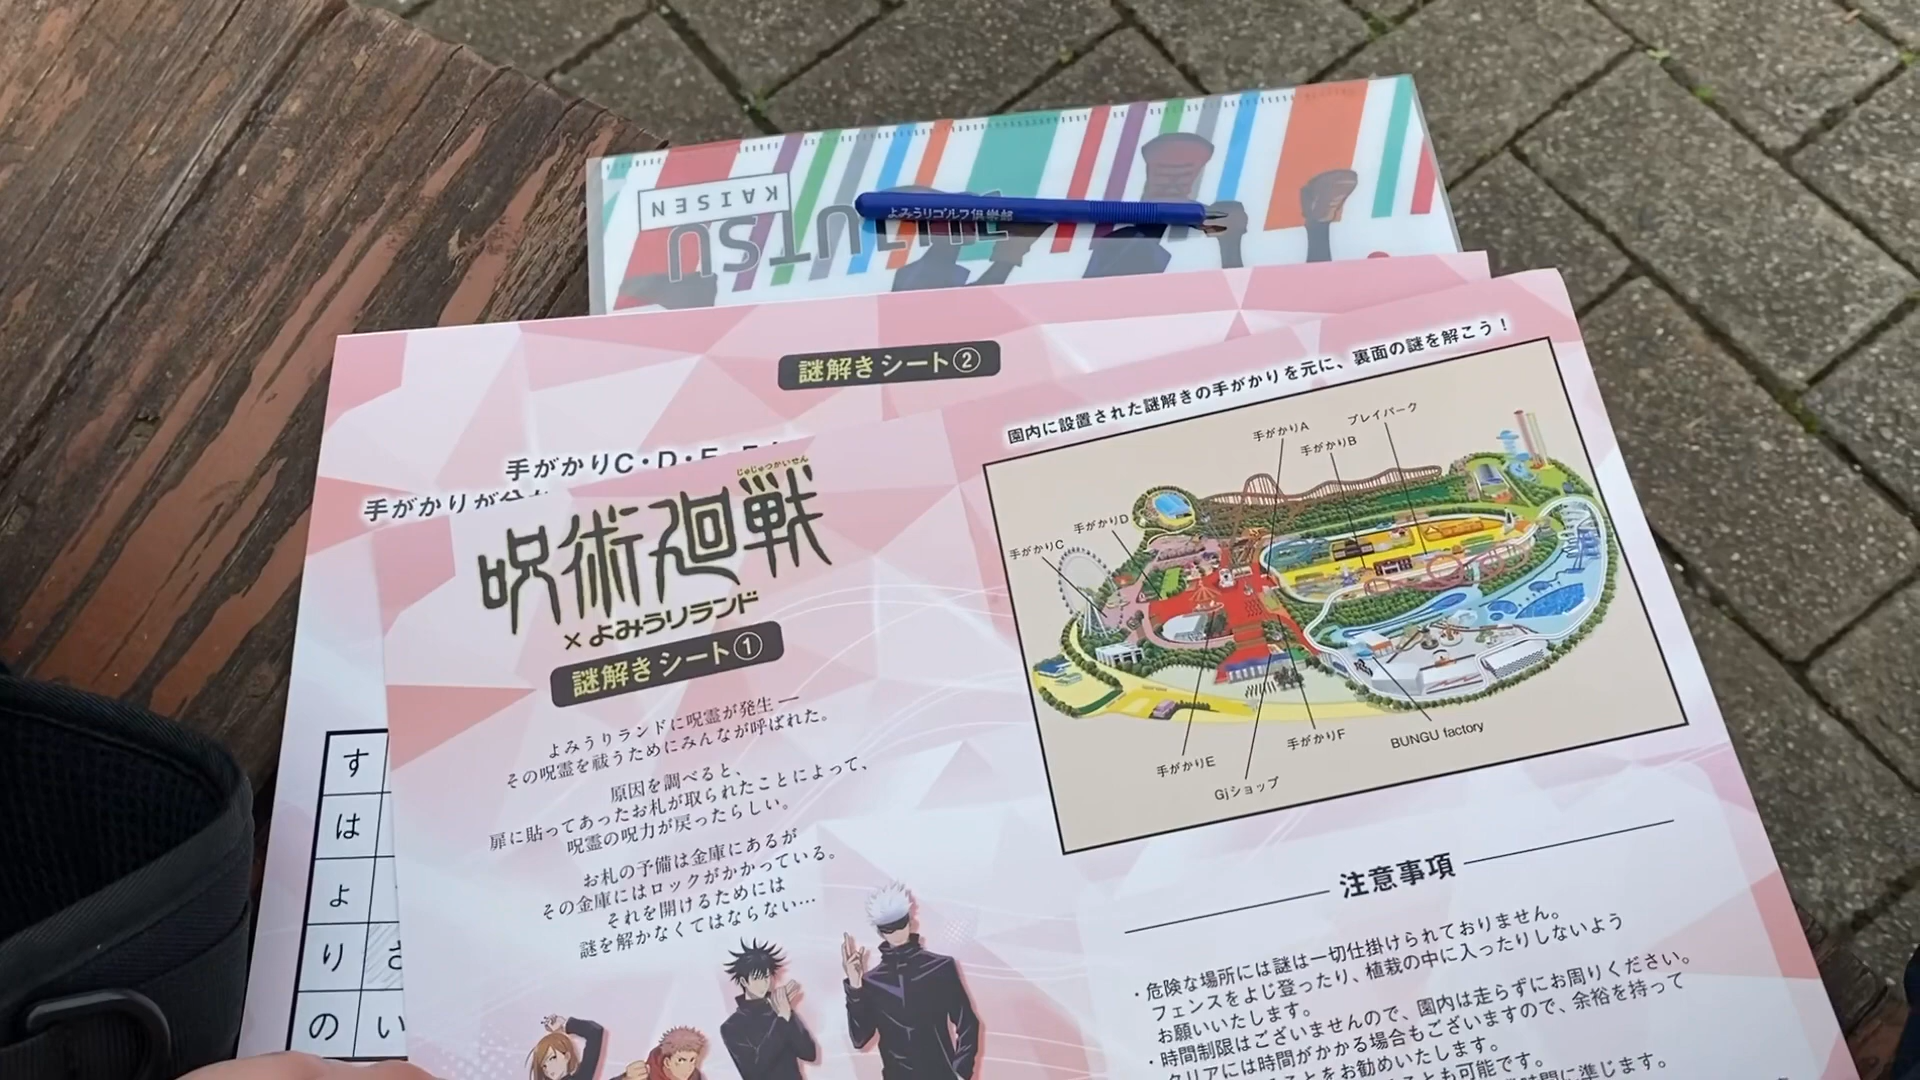 KAISEN
JUJUTSU
よみうりゴルフ倶楽部
謎解きシート②
手がかりC・D・E
手がかりが
す
は
よ
り さ
の い
じゅじゅつかいせん
呪術廻戦
×よみうりランド
謎解きシート①
よみうりランドに呪霊が発生―
その呪霊を祓うためにみんなが呼ばれた。
原因を調べると、
扉に貼ってあったお札が取られたことによって、
呪霊の呪力が戻ったらしい。
お札の予備は金庫にあるが
その金庫にはロックがかかっている。
それを開けるためには
謎を解かなくてはならない…
園内に設置された謎解きの手がかりを元に、裏面の謎を解こう！
手がかりA
プレイパーク
手がかりB
手がかりD
手がかりC
手がかりE
Gjショップ
手がかりF
BUNGU factory
注意事項
・危険な場所には謎は一切仕掛けられておりません。
フェンスをよじ登ったり、植栽の中に入ったりしないよう
お願いいたします。
・時間制限はございませんので、園内は走らずにお周りください。
クリアには時間がかかる場合もございますので、余裕を持って
ことをお勧めいたします。
とも可能です。
時間に準じます。